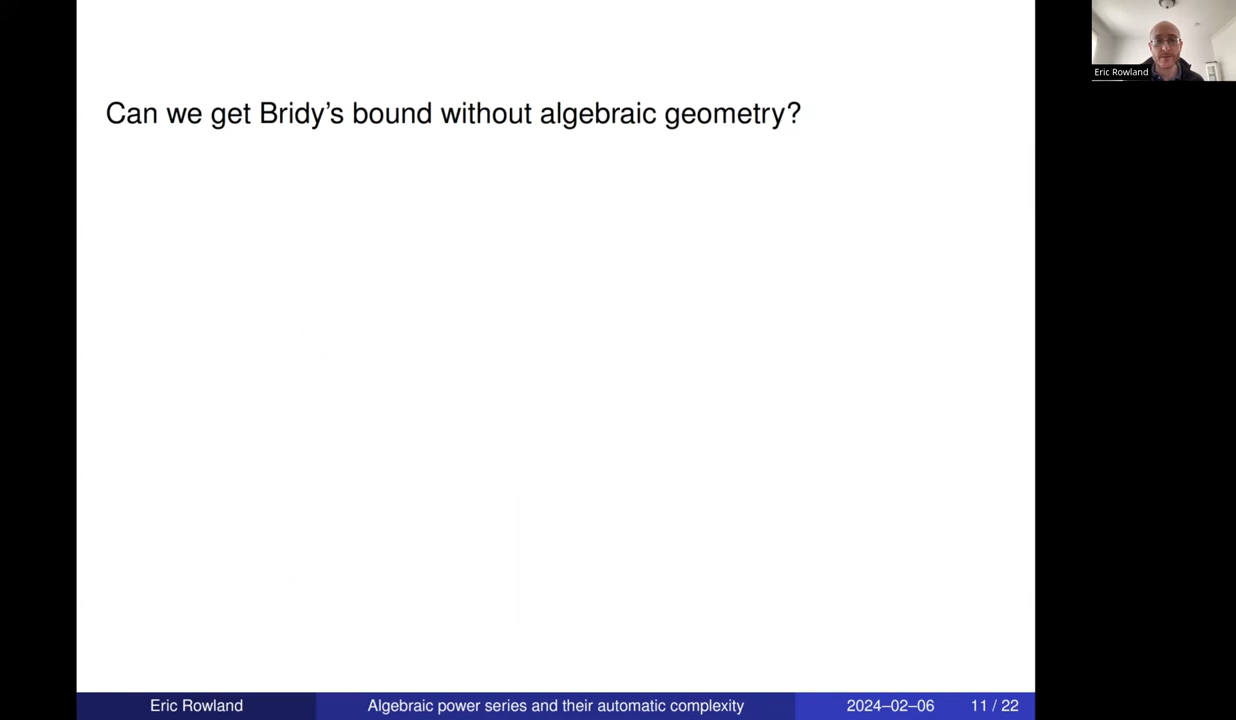 Can we get Bridy's bound without algebraic geometry?
Eric Rowland
Eric Rowland
Algebraic power series and their automatic complexity
2024–02–06
11 / 22